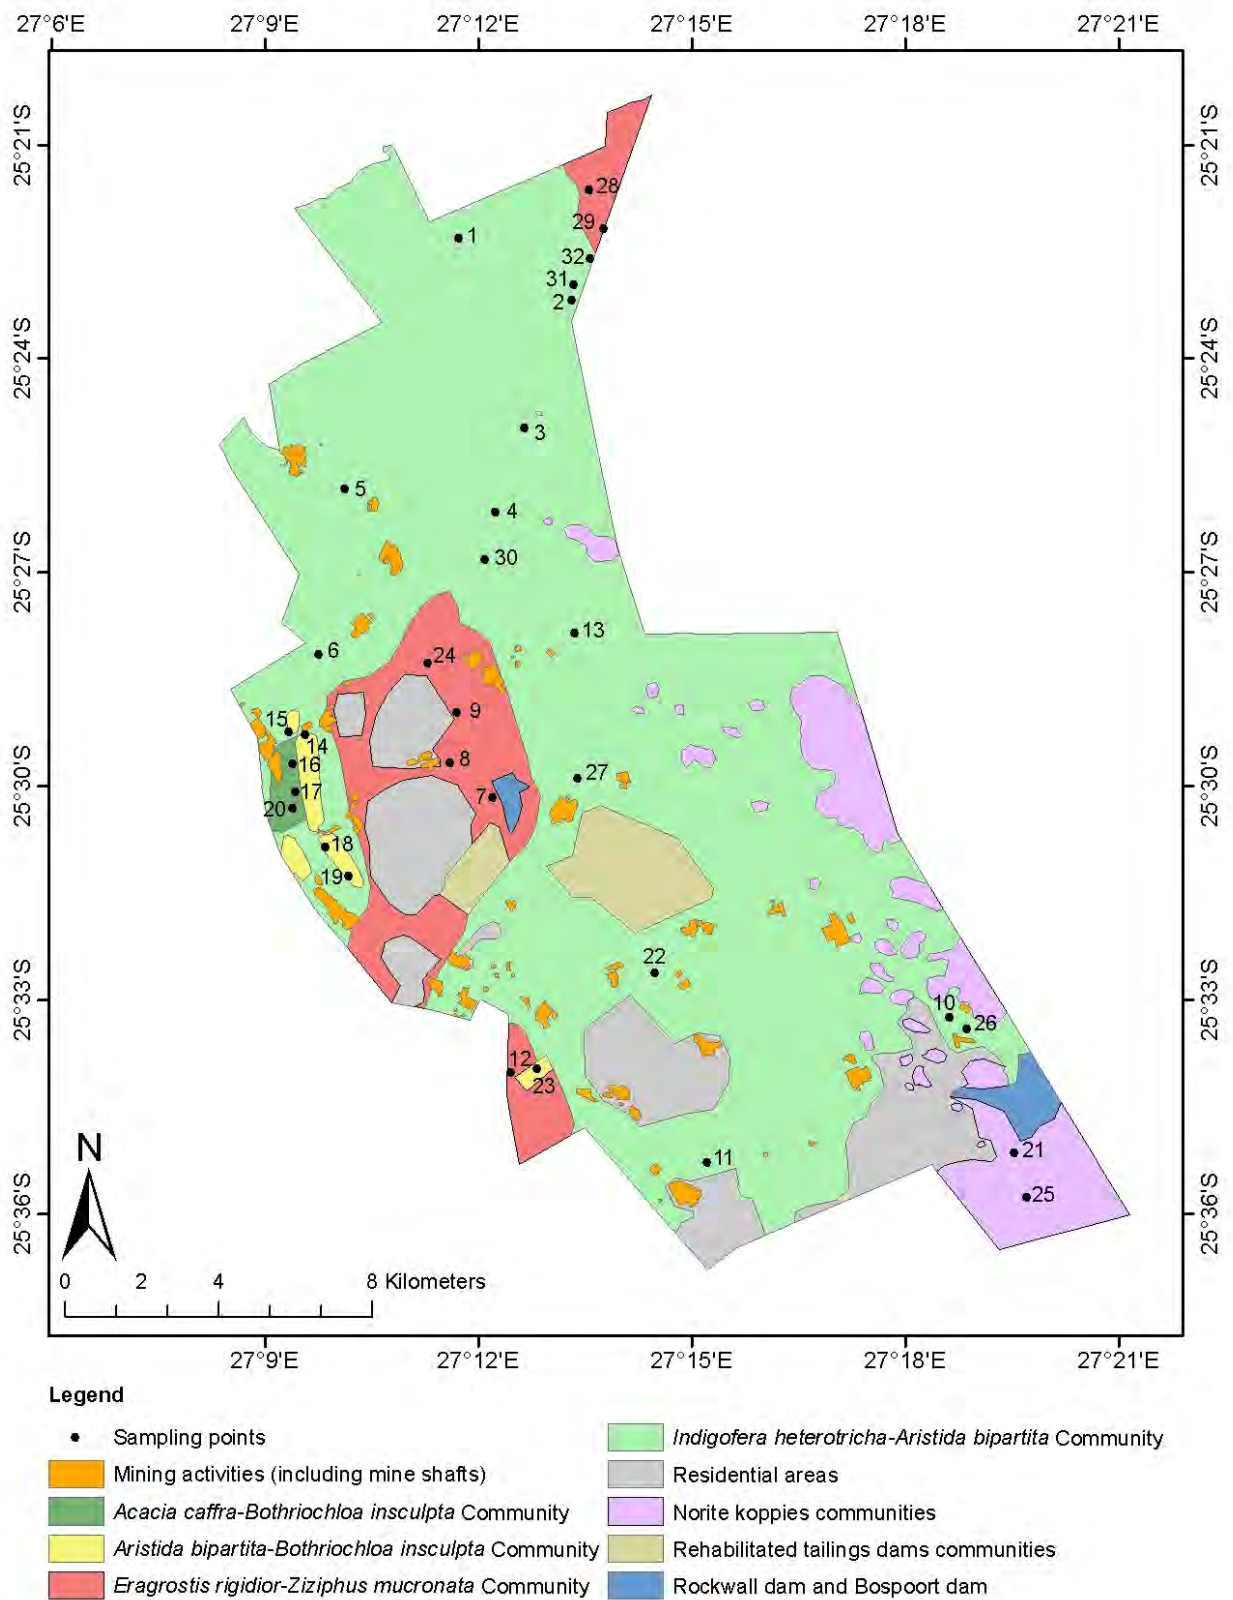 27°6'E 27°9'E 27°12'E 27°15'E 27°18'E 27°21'E
25°21'S 25°21'S
28
29
1
32
31
2
25°24'S 25°24'S
3
5
4
30
25°27'S 25°27'S
13
6
24
9
15
14
8
16
27
25°30'S 25°30'S
17
7
20
18
19
22
25°33'S 25°33'S
10
26
12
23
11
21
25
N
25°36'S 25°36'S
0 2 4 8 Kilometers
27°6'E 27°9'E 27°12'E 27°15'E 27°18'E 27°21'E
Legend
Sampling points
Mining activities (including mine shafts)
Acacia caffra-Bothriochloa insculpta Community
Aristida bipartita-Bothriochloa insculpta Community
Eragrostis rigidior-Ziziphus mucronata Community
Indigofera heterotricha-Aristida bipartita Community
Residential areas
Norite koppies communities
Rehabilitated tailings dams communities
Rockwall dam and Bospoort dam